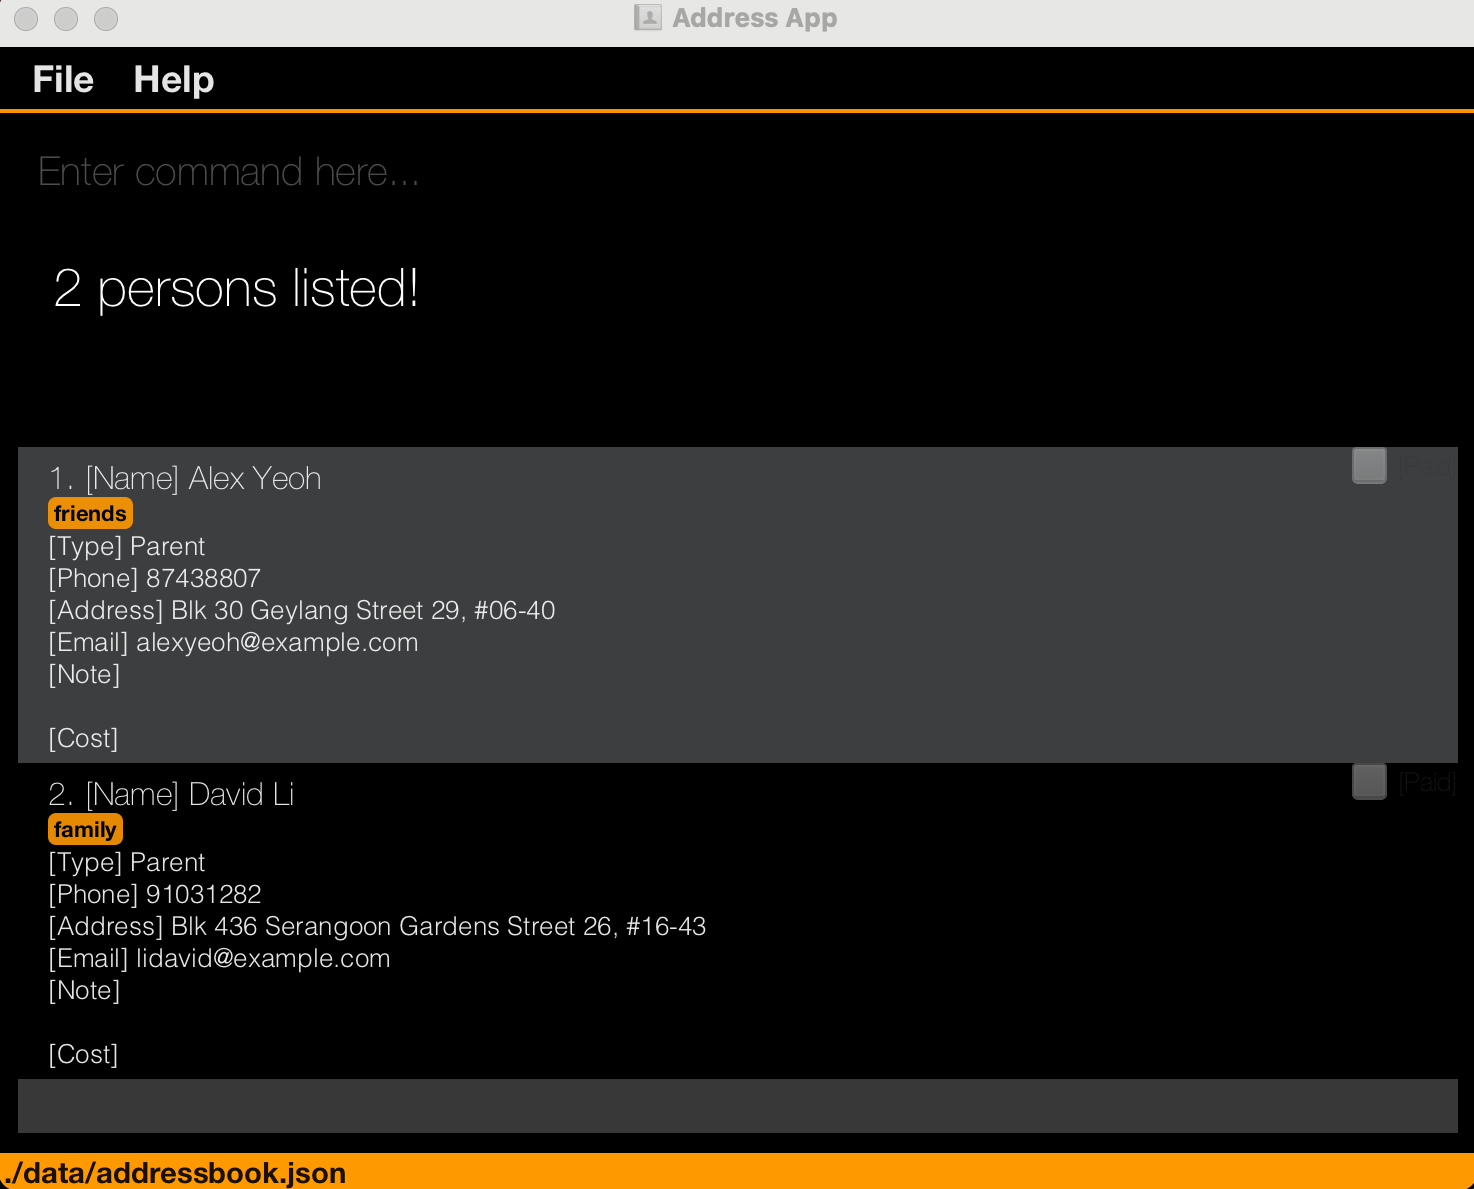 Address App
File Help
Enter command here...
2 persons listed!
1. [Name] Alex Yeoh
[Paid]
friends
[Type] Parent
[Phone] 87438807
[Address] Blk 30 Geylang Street 29, #06-40
[Email] alexyeoh@example.com
[Note]
[Cost]
2. [Name] David Li
[Paid]
family
[Type] Parent
[Phone] 91031282
[Address] Blk 436 Serangoon Gardens Street 26, #16-43
[Email] lidavid@example.com
[Note]
[Cost]
./data/addressbook.json